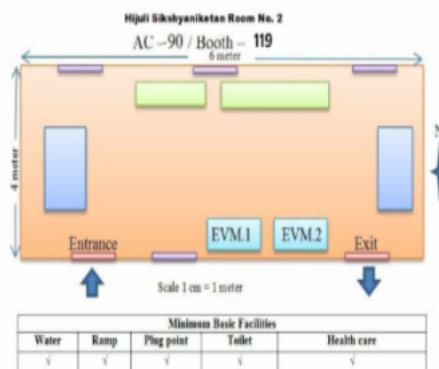 Hijuli Sikshyaniketan Room No. 2
AC –90 / Booth – 119
6 meter
4 meter
N
EVM.1 EVM.2
Entrance Exit
Scale 1 cm = 1 meter
Minimum Basic Facilities
Water Ramp Plug point Toilet Health care
√ √ √ √ √